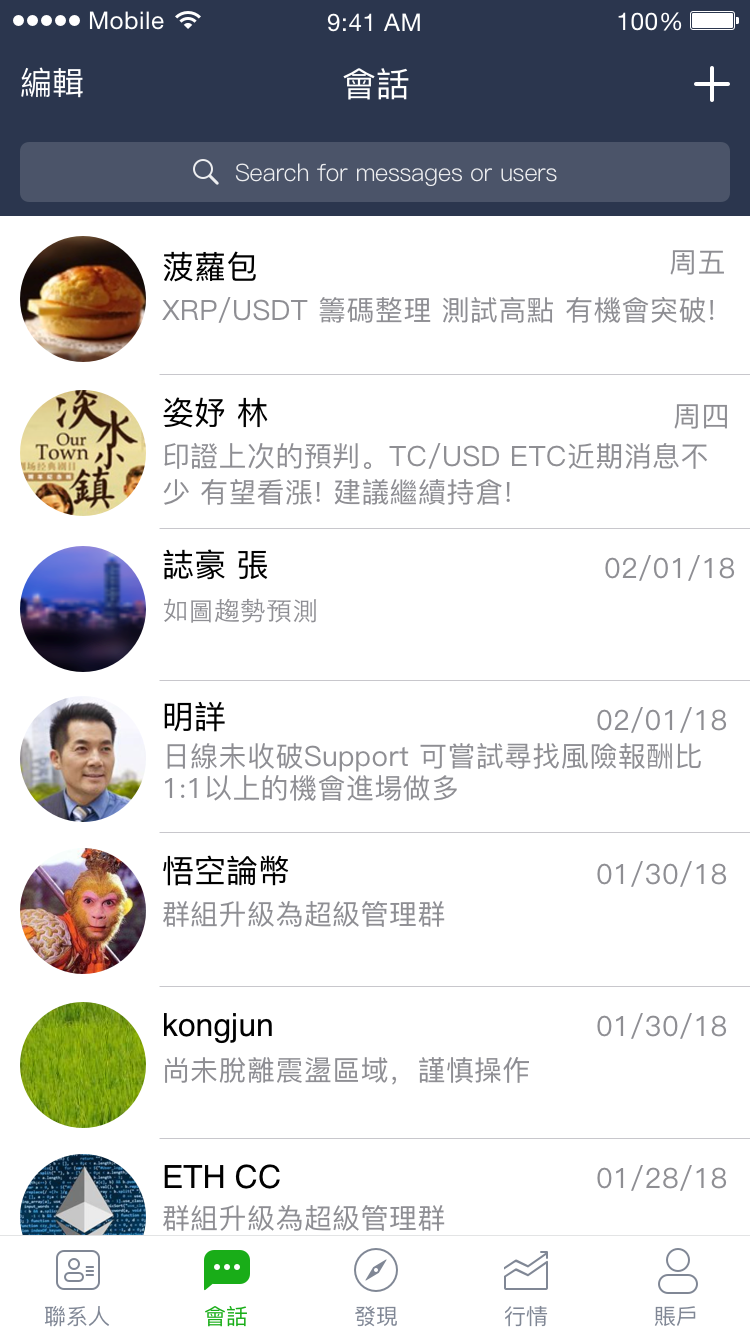 Mobile 9:41 AM 100%
編輯 會話
Search for messages or users
菠蘿包 周五
XRP/USDT 籌碼整理 測試高點 有機會突破!
淡水小鎮
Our
Town
姿妤 林 周四
印證上次的預判。TC/USD ETC近期消息不
少 有望看漲! 建議繼續持倉!
誌豪 張 02/01/18
如圖趨勢預測
明詳 02/01/18
日線未收破Support 可嘗試尋找風險報酬比
1:1以上的機會進場做多
悟空論幣 01/30/18
群組升級為超級管理群
kongjun 01/30/18
尚未脫離震盪區域，謹慎操作
ETH CC 01/28/18
群組升級為超級管理群
聯系人 會話 發現 行情 賬戶